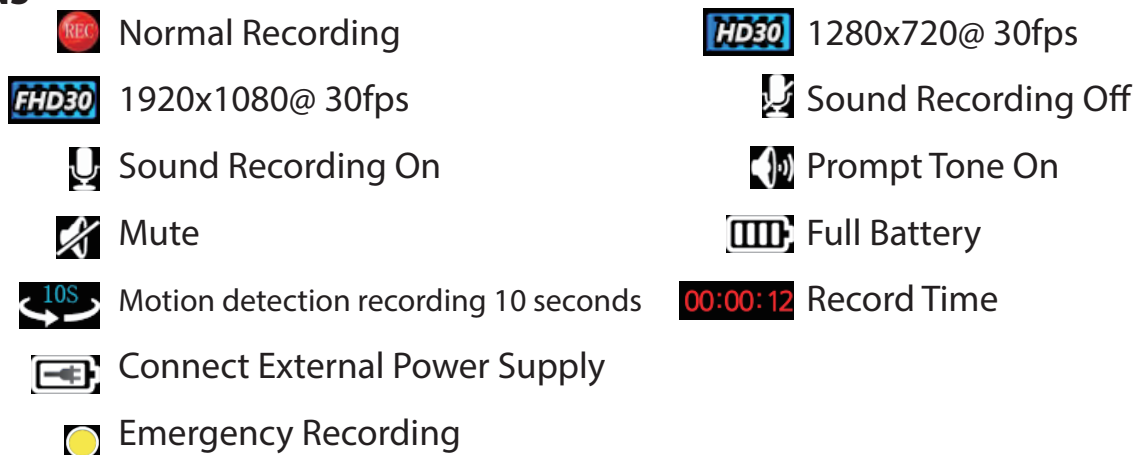 REC Normal Recording
FHD30 1920x1080@ 30fps
Sound Recording On
Mute
10S Motion detection recording 10 seconds
Connect External Power Supply
Emergency Recording
HD30 1280x720@ 30fps
Sound Recording Off
Prompt Tone On
Full Battery
00:00:12 Record Time